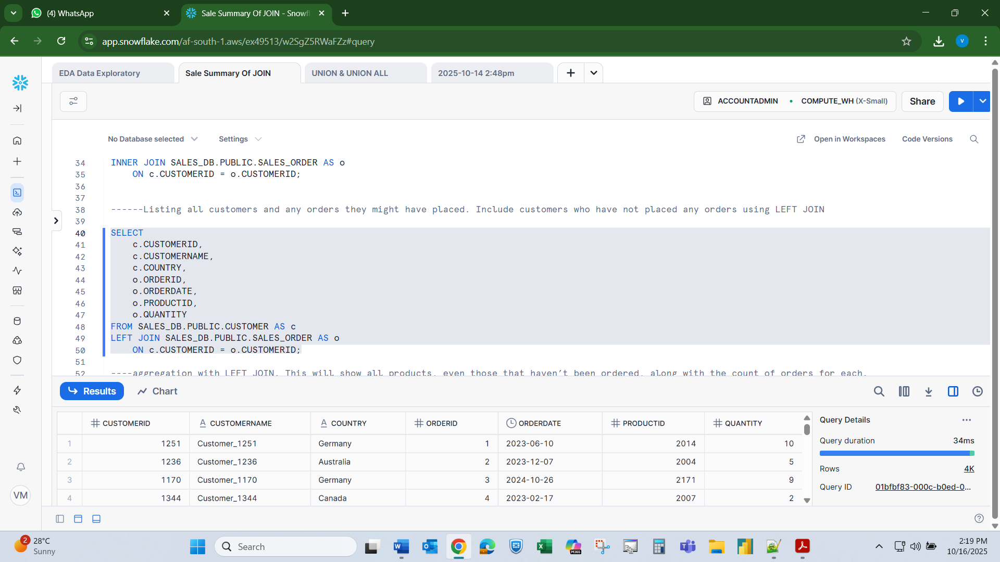 (4) WhatsApp
Sale Summary Of JOIN - Snowfl
app.snowflake.com/af-south-1.aws/ex49513/w2SgZ5RWaFZz#query
V
EDA Data Exploratory
Sale Summary Of JOIN
UNION & UNION ALL
2025-10-14 2:48pm
ACCOUNTADMIN • COMPUTE_WH (X-Small)
Share
No Database selected
Settings
Open in Workspaces
Code Versions
34 INNER JOIN SALES_DB.PUBLIC.SALES_ORDER AS o
35 ON c.CUSTOMERID = o.CUSTOMERID;
36
37
38 ------Listing all customers and any orders they might have placed. Include customers who have not placed any orders using LEFT JOIN
39
40 SELECT
41 c.CUSTOMERID,
42 c.CUSTOMERNAME,
43 c.COUNTRY,
44 o.ORDERID,
45 o.ORDERDATE,
46 o.PRODUCTID,
47 o.QUANTITY
48 FROM SALES_DB.PUBLIC.CUSTOMER AS c
49 LEFT JOIN SALES_DB.PUBLIC.SALES_ORDER AS o
50 ON c.CUSTOMERID = o.CUSTOMERID;
51
52 ----aggregation with LEFT JOIN. This will show all products, even those that haven't been ordered, along with the count of orders for each.
Results
Chart
CUSTOMERID CUSTOMERNAME COUNTRY ORDERID ORDERDATE PRODUCTID QUANTITY
1 1251 Customer_1251 Germany 1 2023-06-10 2014 10
2 1236 Customer_1236 Australia 2 2023-12-07 2004 5
3 1170 Customer_1170 Germany 3 2024-10-26 2171 9
4 1344 Customer_1344 Canada 4 2023-02-17 2007 2
Query Details
Query duration 34ms
Rows 4K
Query ID 01bfbf83-000c-b0ed-0...
VM
2
28°C
Sunny
Search
2:19 PM
10/16/2025